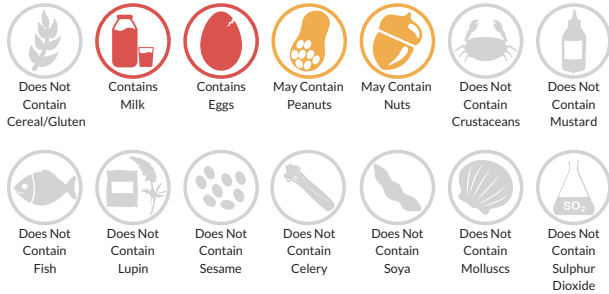 Does Not
Contain
Cereal/Gluten
Contains
Milk
Contains
Eggs
May Contain
Peanuts
May Contain
Nuts
Does Not
Contain
Crustaceans
Does Not
Contain
Mustard
Does Not
Contain
Fish
Does Not
Contain
Lupin
Does Not
Contain
Sesame
Does Not
Contain
Celery
Does Not
Contain
Soya
Does Not
Contain
Molluscs
SO₂
Does Not
Contain
Sulphur
Dioxide